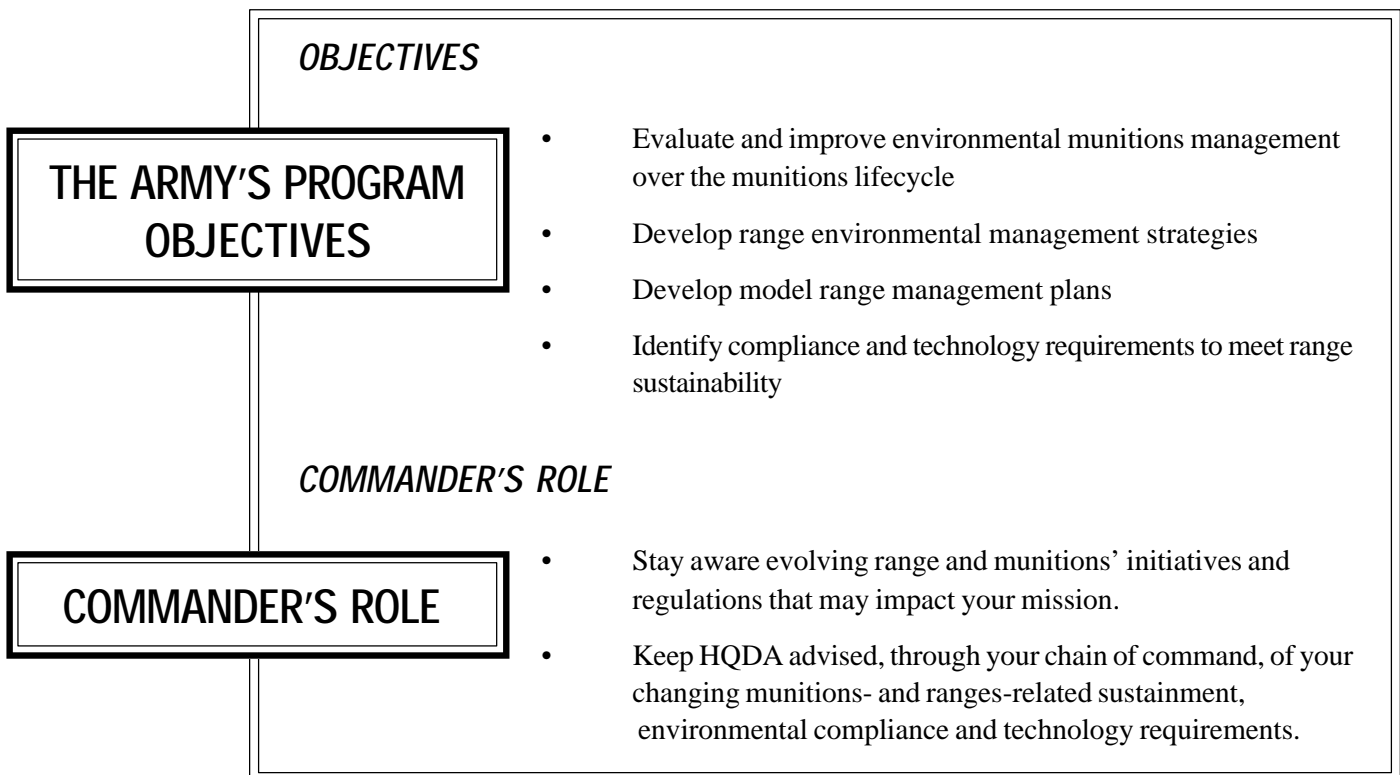 OBJECTIVES
THE ARMY'S PROGRAM
OBJECTIVES
• Evaluate and improve environmental munitions management
over the munitions lifecycle
• Develop range environmental management strategies
• Develop model range management plans
• Identify compliance and technology requirements to meet range
sustainability
COMMANDER'S ROLE
COMMANDER'S ROLE
• Stay aware evolving range and munitions’ initiatives and
regulations that may impact your mission.
• Keep HQDA advised, through your chain of command, of your
changing munitions- and ranges-related sustainment,
environmental compliance and technology requirements.